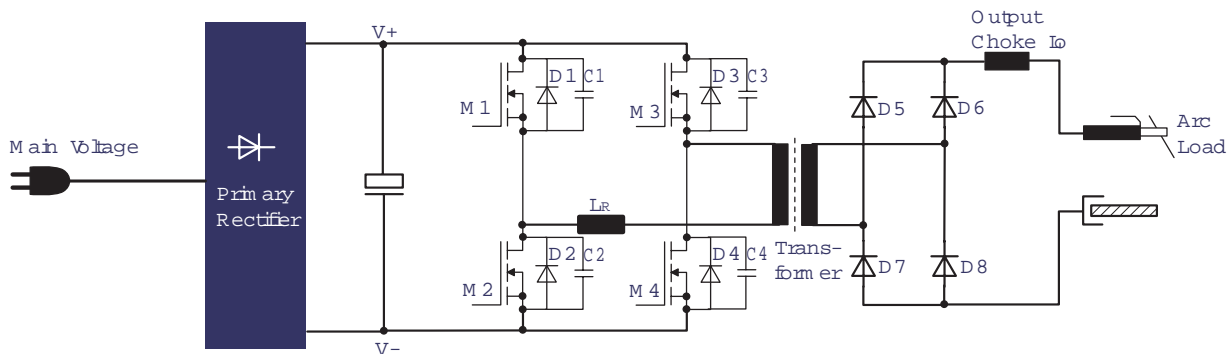 Main Voltage
Primary
Rectifier
V+
V-
M1
D1
C1
M2
D2
C2
LR
M3
D3
C3
M4
D4
C4
Trans-
former
D5
D6
D7
D8
Output
Choke LO
Arc
Load